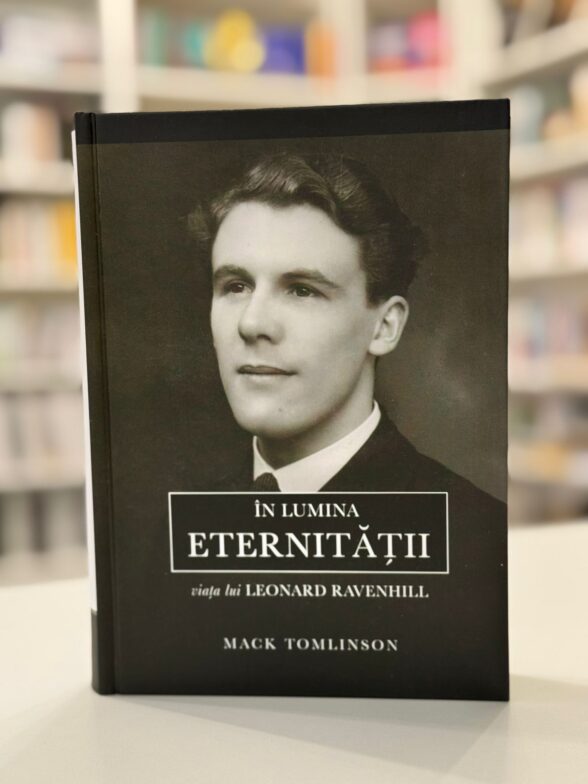 ÎN LUMINA
ETERNITĂȚII
viața lui LEONARD RAVENHILL
MACK TOMLINSON